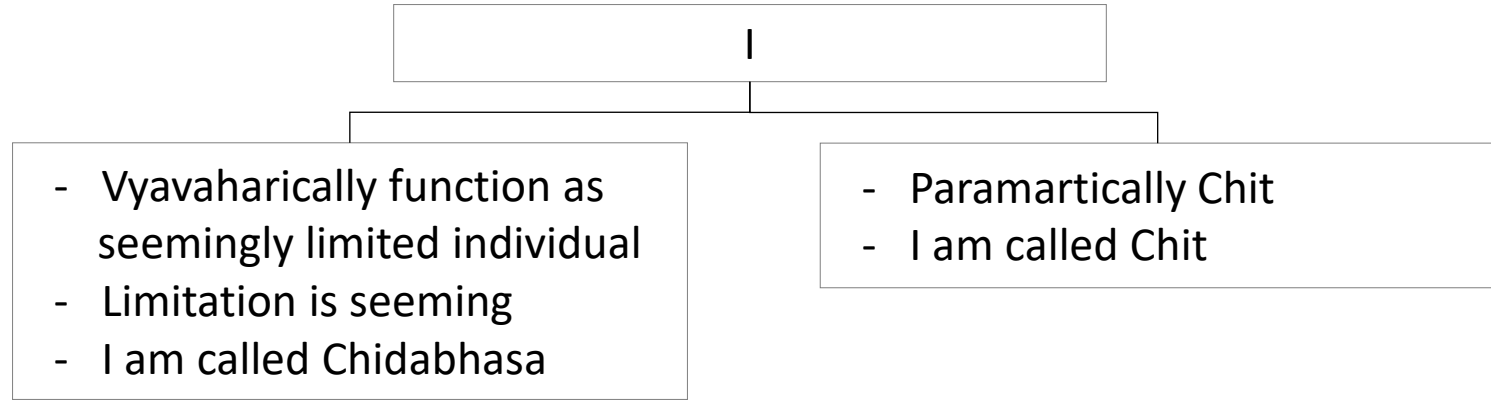 I
- Vyavaharically function as
seemingly limited individual
- Limitation is seeming
- I am called Chidabhasa
- Paramartically Chit
- I am called Chit